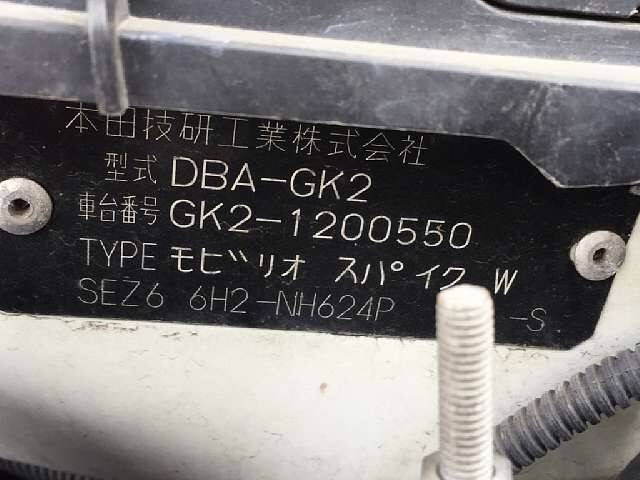 本田技研工業株式会社
型式 DBA-GK2
車台番号 GK2-1200550
TYPE モビリオ スパイク W
SEZ6 6H2-NH624P -S